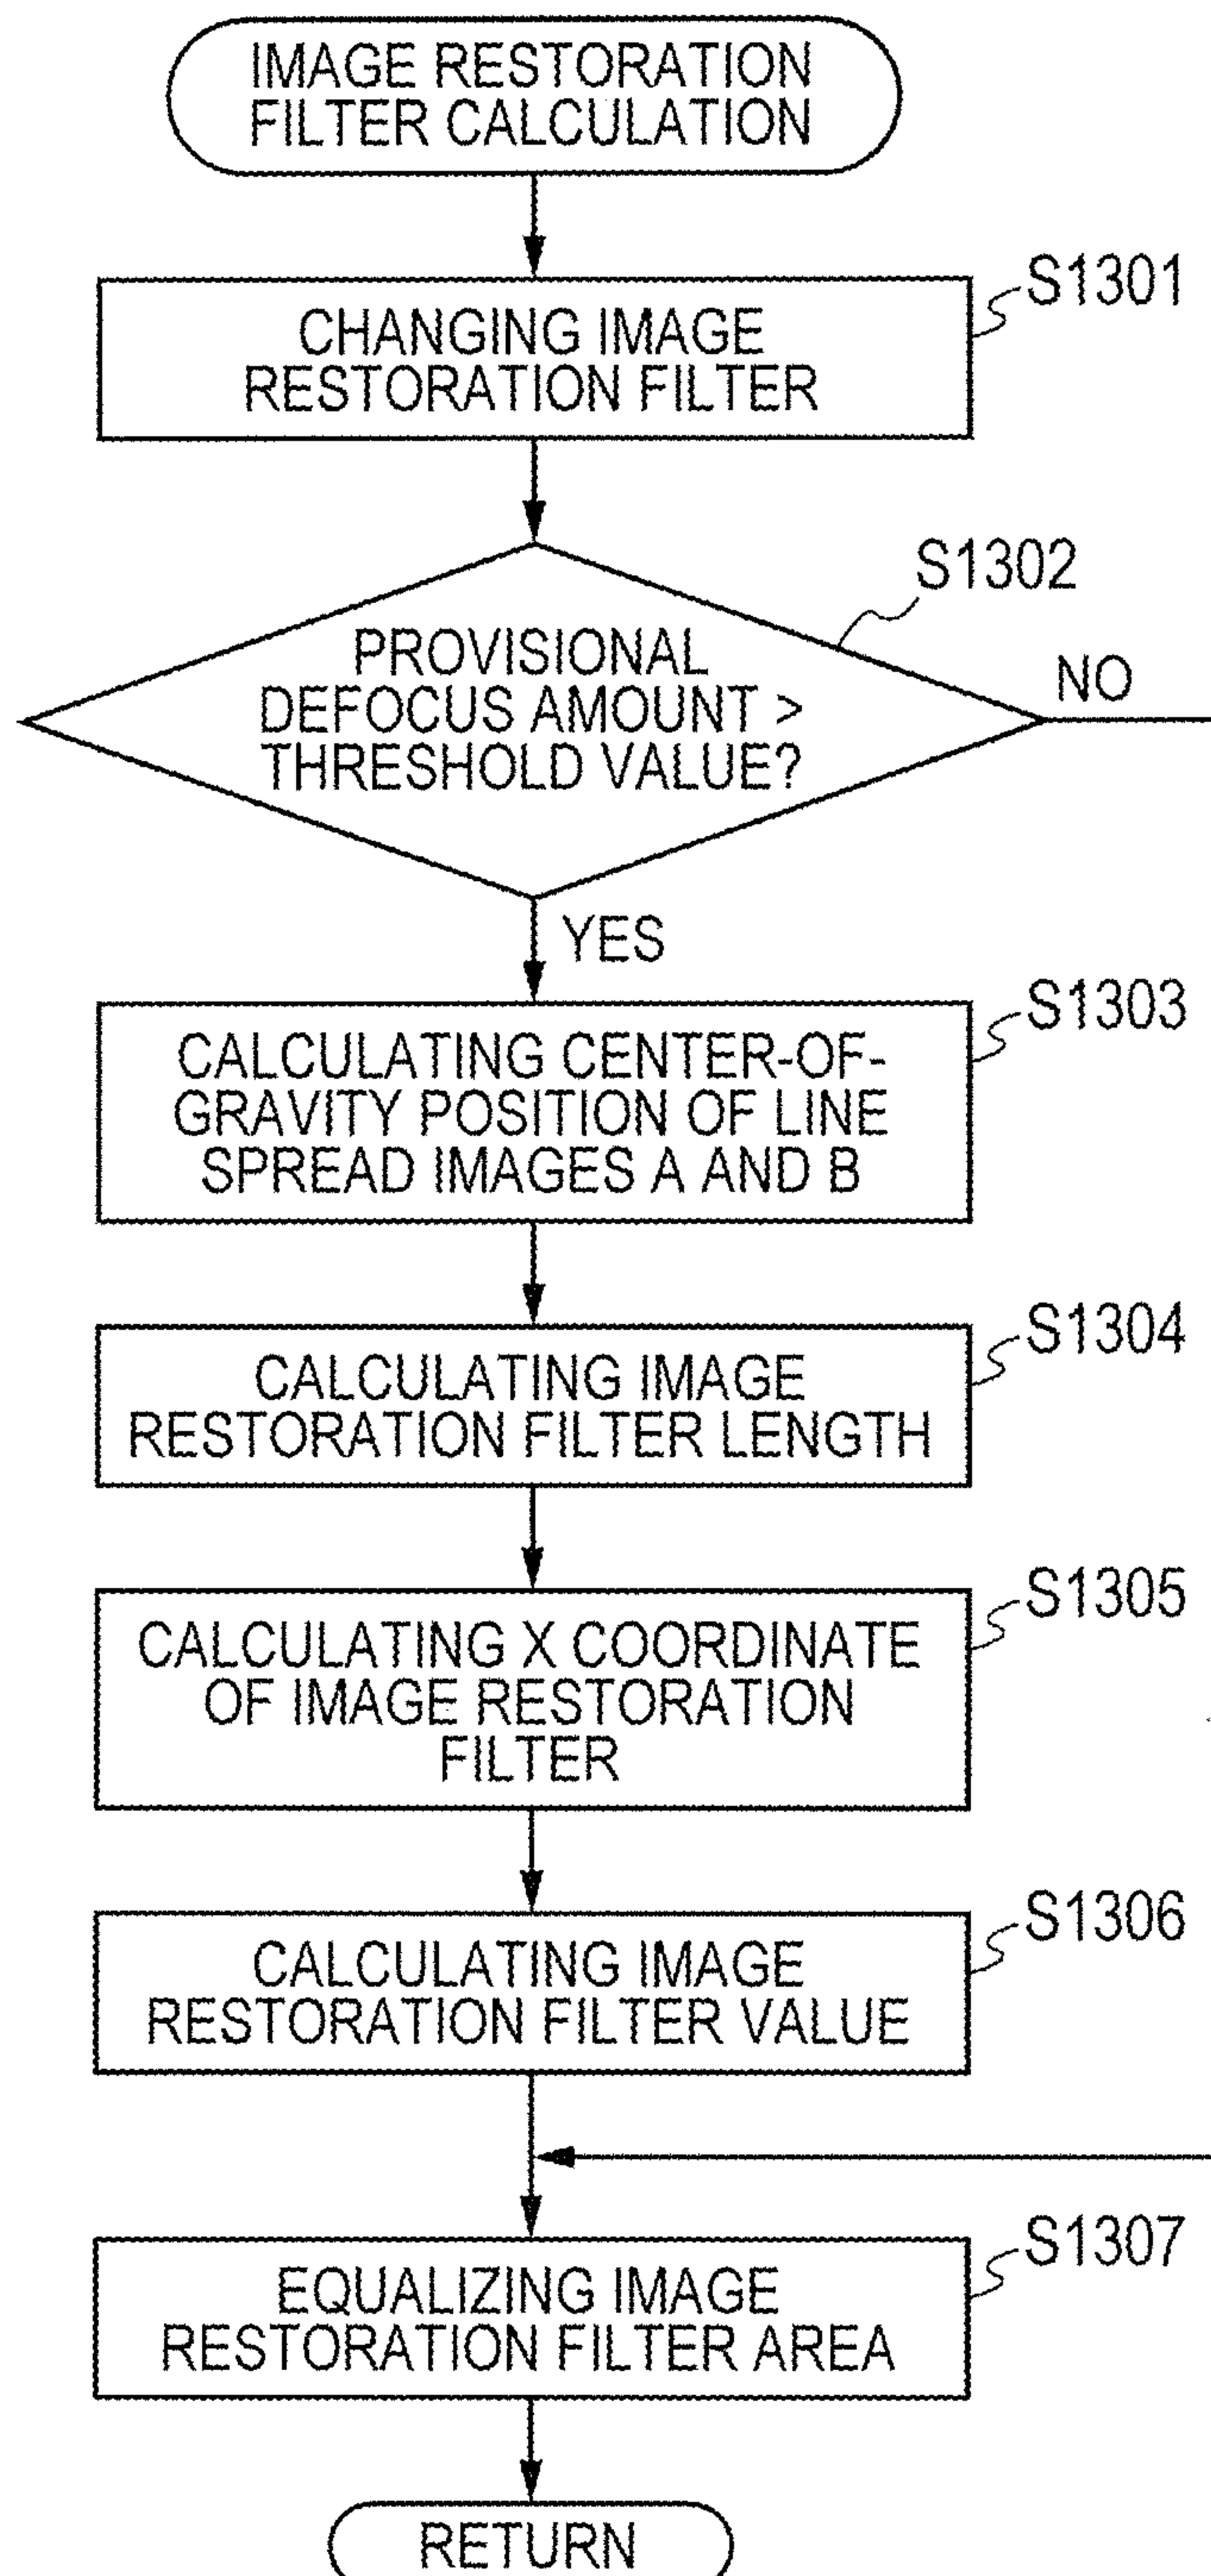 IMAGE RESTORATION
FILTER CALCULATION
S1301
CHANGING IMAGE
RESTORATION FILTER
S1302
PROVISIONAL
DEFOCUS AMOUNT >
THRESHOLD VALUE?
NO
YES
S1303
CALCULATING CENTER-OF-
GRAVITY POSITION OF LINE
SPREAD IMAGES A AND B
S1304
CALCULATING IMAGE
RESTORATION FILTER LENGTH
S1305
CALCULATING X COORDINATE
OF IMAGE RESTORATION
FILTER
S1306
CALCULATING IMAGE
RESTORATION FILTER VALUE
S1307
EQUALIZING IMAGE
RESTORATION FILTER AREA
RETURN